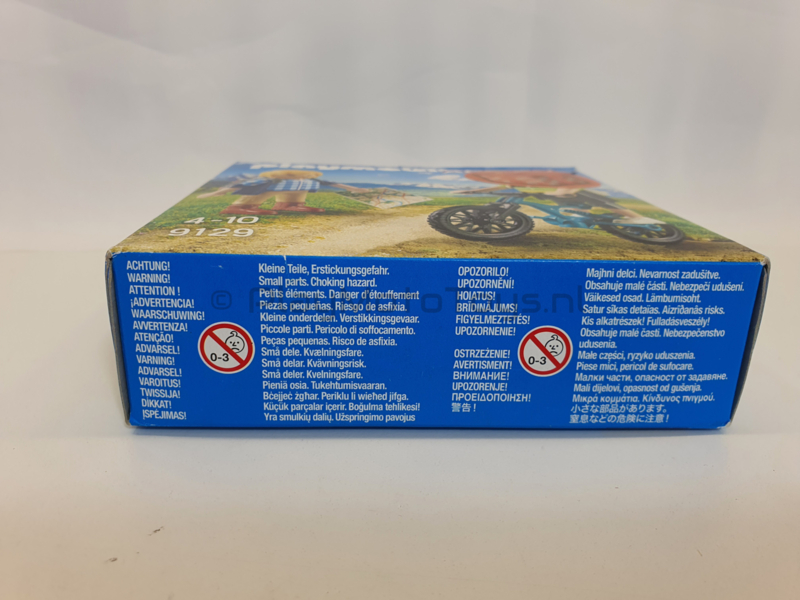 4-10
9129
ACHTUNG!
WARNING!
ATTENTION !
¡ADVERTENCIA!
WAARSCHUWING!
AVVERTENZA!
ATENÇÃO!
ADVARSEL!
VARNING!
ADVARSEL!
VAROITUS!
TWISSIJA!
DİKKAT!
ĮSPĖJIMAS!
0-3
Kleine Teile, Erstickungsgefahr.
Small parts. Choking hazard.
Petits éléments. Danger d'étouffement
Piezas pequeñas. Riesgo de asfixia.
Kleine onderdelen. Verstikkingsgevaar.
Piccole parti. Pericolo di soffocamento.
Peças pequenas. Risco de asfixia.
Små dele. Kvælningsfare.
Små delar. Kvävningsrisk.
Små deler. Kvelningsfare.
Pieniä osia. Tukehtumisvaaran.
Bċejjeċ żgħar. Periklu li wieħed jifga.
Küçük parçalar içerir. Boğulma tehlikesi!
Yra smulkių dalių. Užspringimo pavojus
OPOZORILO!
UPOZORNĚNÍ!
HOIATUS!
BRĪDINĀJUMS!
FIGYELMEZTETÉS!
UPOZORNENIE!
OSTRZEŻENIE!
AVERTISMENT!
ВНИМАНИЕ!
UPOZORENJE!
ΠΡΟΕΙΔΟΠΟΙΗΣΗ!
警告！
0-3
Majhni delci. Nevarnost zadušitve.
Obsahuje malé části. Nebezpečí udušení.
Väikesed osad. Lämbumisoht.
Satur sīkas detaļas. Aizrīšanās risks.
Kis alkatrészek! Fulladásveszély!
Obsahuje malé časti. Nebezpečenstvo
udusenia.
Małe części, ryzyko uduszenia.
Piese mici, pericol de sufocare.
Малки части, опасност от задавяне.
Mali dijelovi, opasnost od gušenja.
Μικρά κομμάτια. Κίνδυνος πνιγμού.
小さな部品があります。
窒息などの危険に注意！